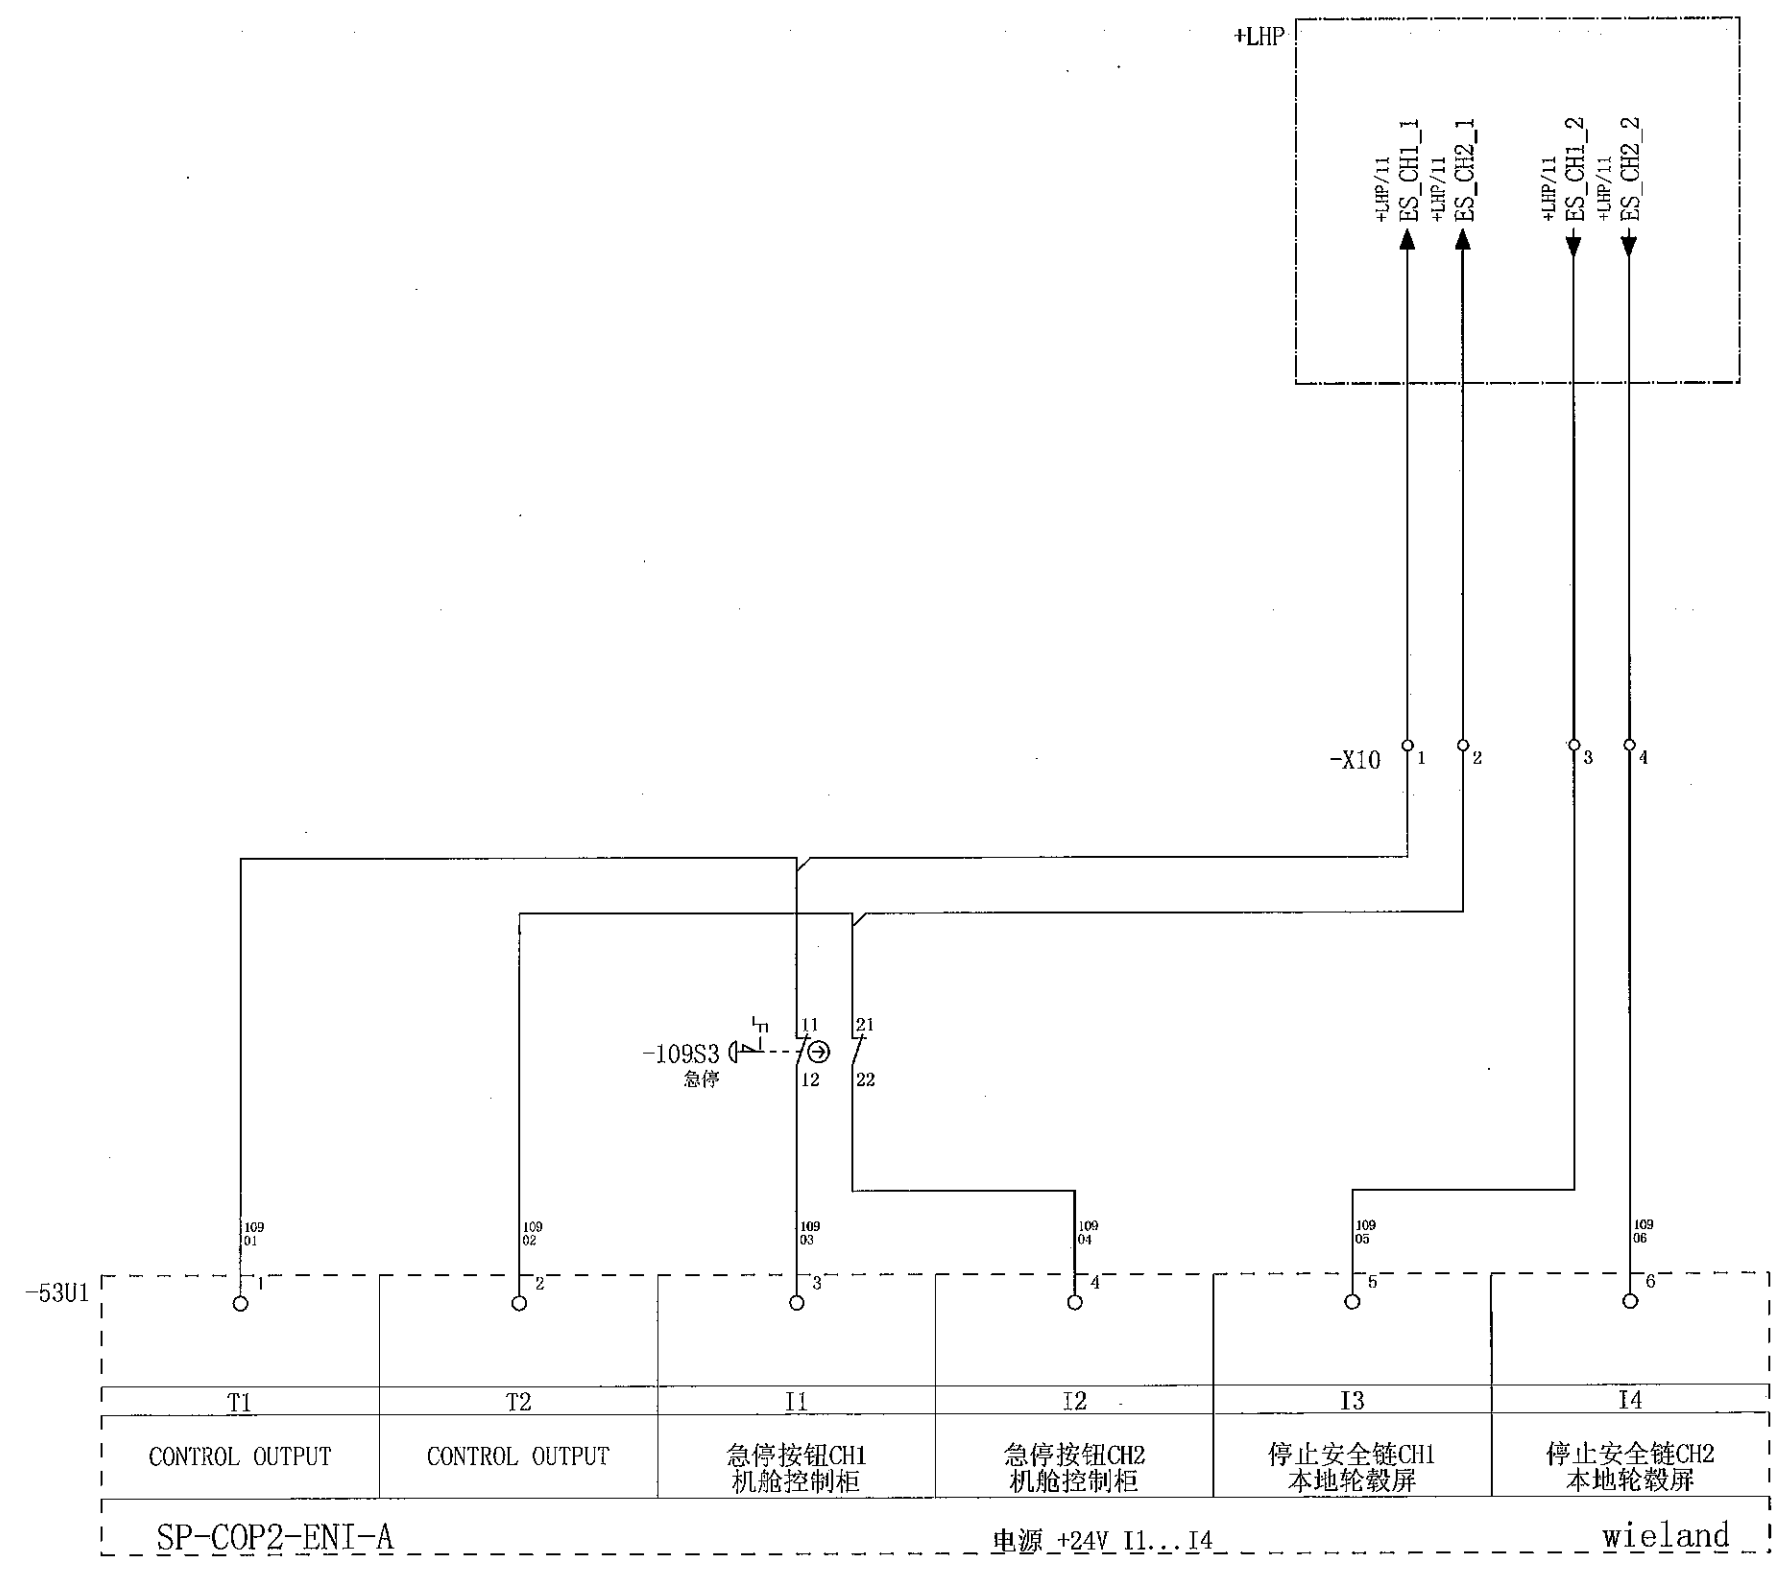 +LHP
+LHP/11
ES_CH1_1
+LHP/11
ES_CH2_1
+LHP/11
ES_CH1_2
+LHP/11
ES_CH2_2
-X10
1
2
3
4
11
21
-109S3
急停
12
22
109
01
109
02
109
03
109
04
109
05
109
06
-53U1
1
2
3
4
5
6
T1
T2
I1
I2
I3
I4
CONTROL OUTPUT
CONTROL OUTPUT
急停按钮CH1
机舱控制柜
急停按钮CH2
机舱控制柜
停止安全链CH1
本地轮毂屏
停止安全链CH2
本地轮毂屏
SP-COP2-ENI-A
电源 +24V I1...I4
wieland